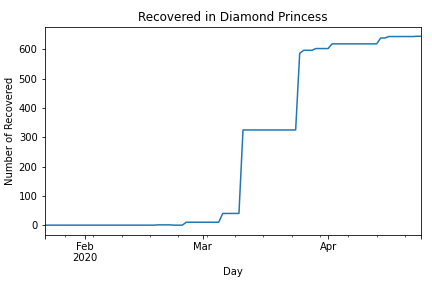 Recovered in Diamond Princess
Number of Recovered
600
500
400
300
200
100
0
Feb
2020
Mar
Apr
Day